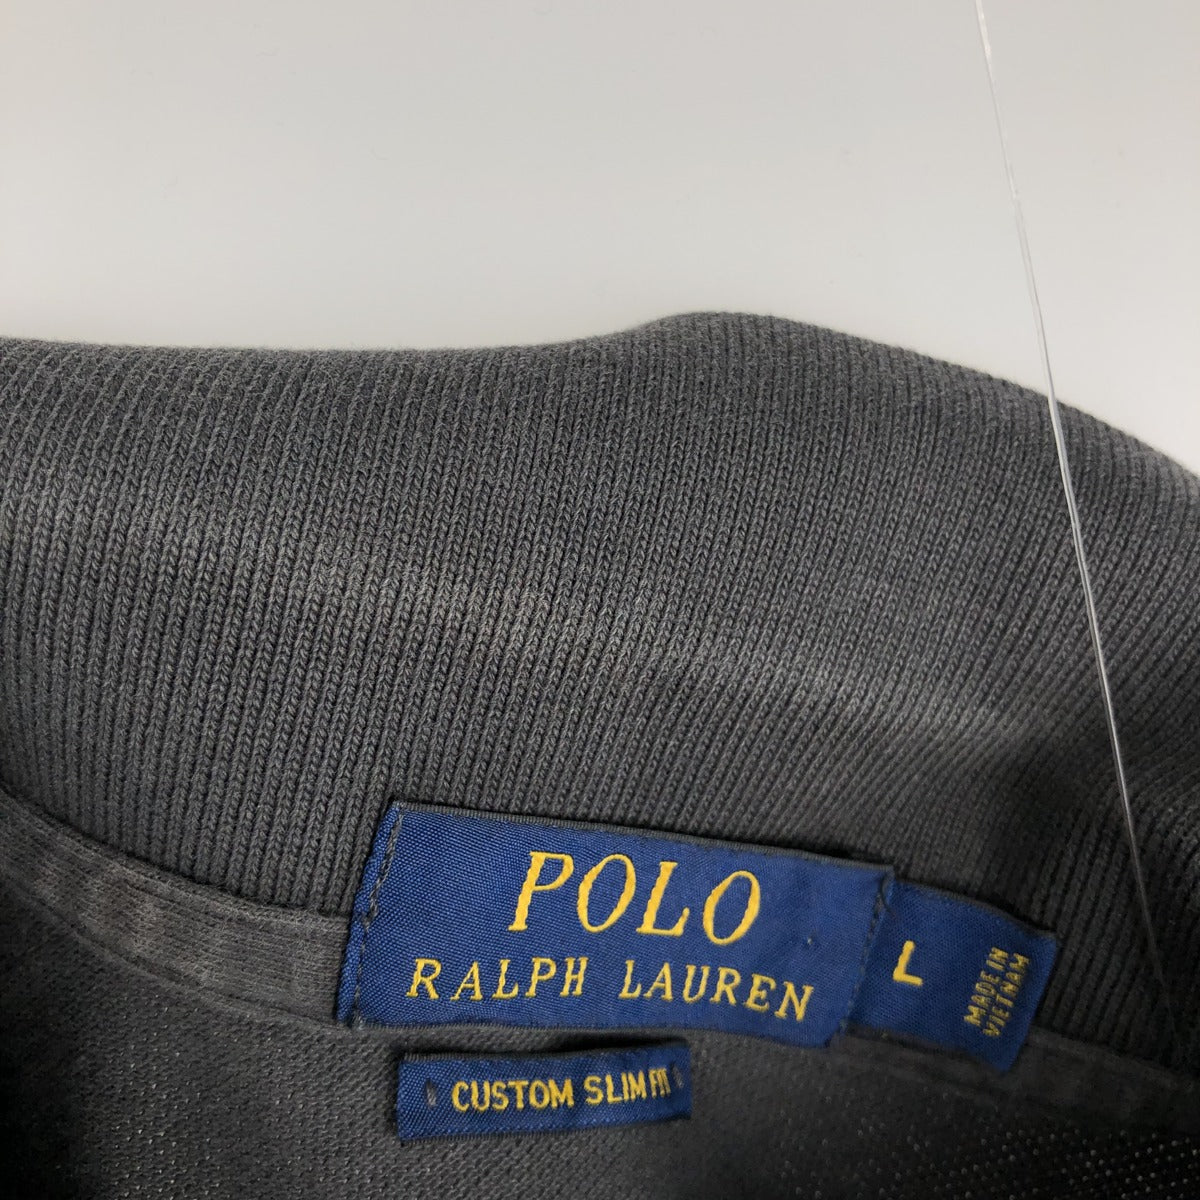 POLO
RALPH LAUREN
L
MADE IN
VIETNAM
CUSTOM SLIM FIT